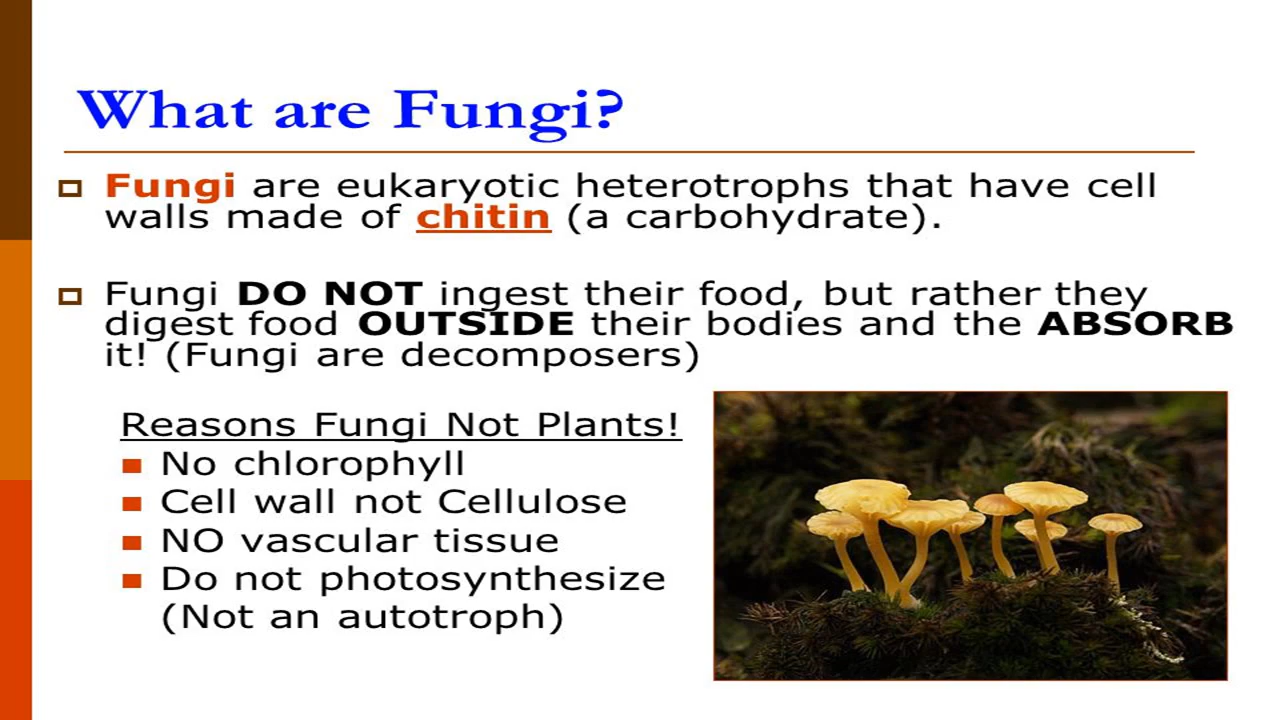 What are Fungi?
Fungi are eukaryotic heterotrophs that have cell
walls made of chitin (a carbohydrate).
Fungi DO NOT ingest their food, but rather they
digest food OUTSIDE their bodies and the ABSORB
it! (Fungi are decomposers)
Reasons Fungi Not Plants!
No chlorophyll
Cell wall not Cellulose
NO vascular tissue
Do not photosynthesize
(Not an autotroph)